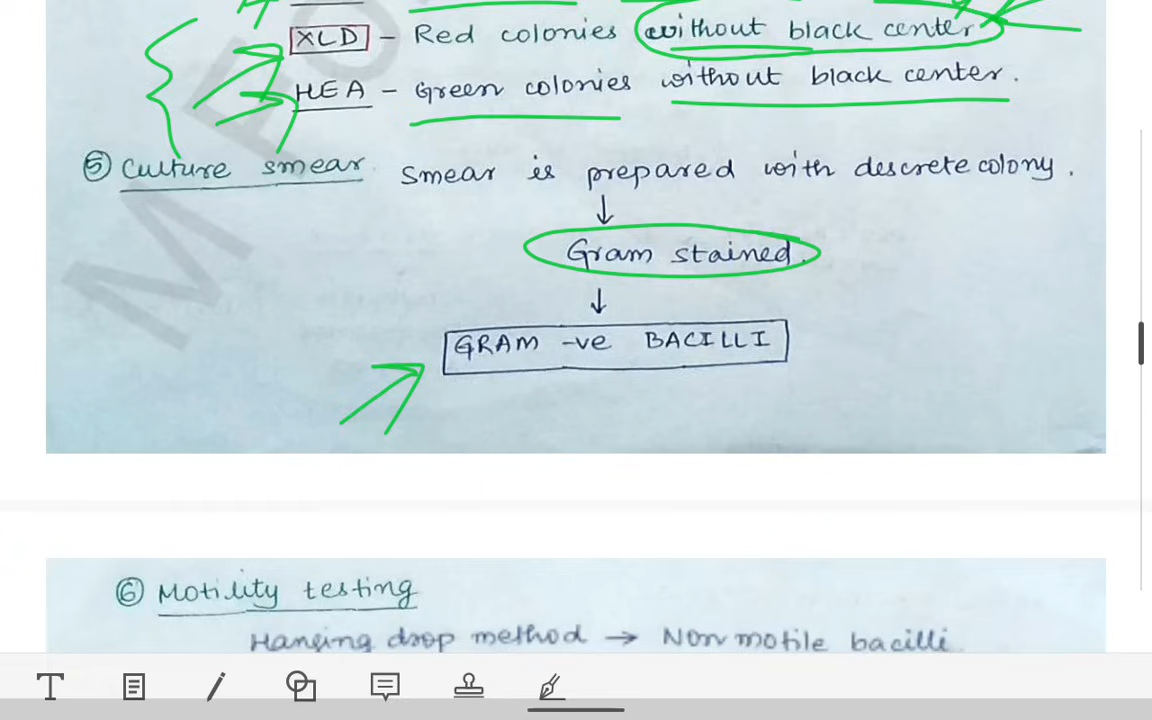 XLD - Red colonies without black center
HEA - Green colonies without black center.
⑤ Culture smear. Smear is prepared with descrete colony.
↓
Gram stained.
↓
GRAM -ve BACILLI
⑥ Motility testing
Hanging drop method → Non motile bacilli.
T